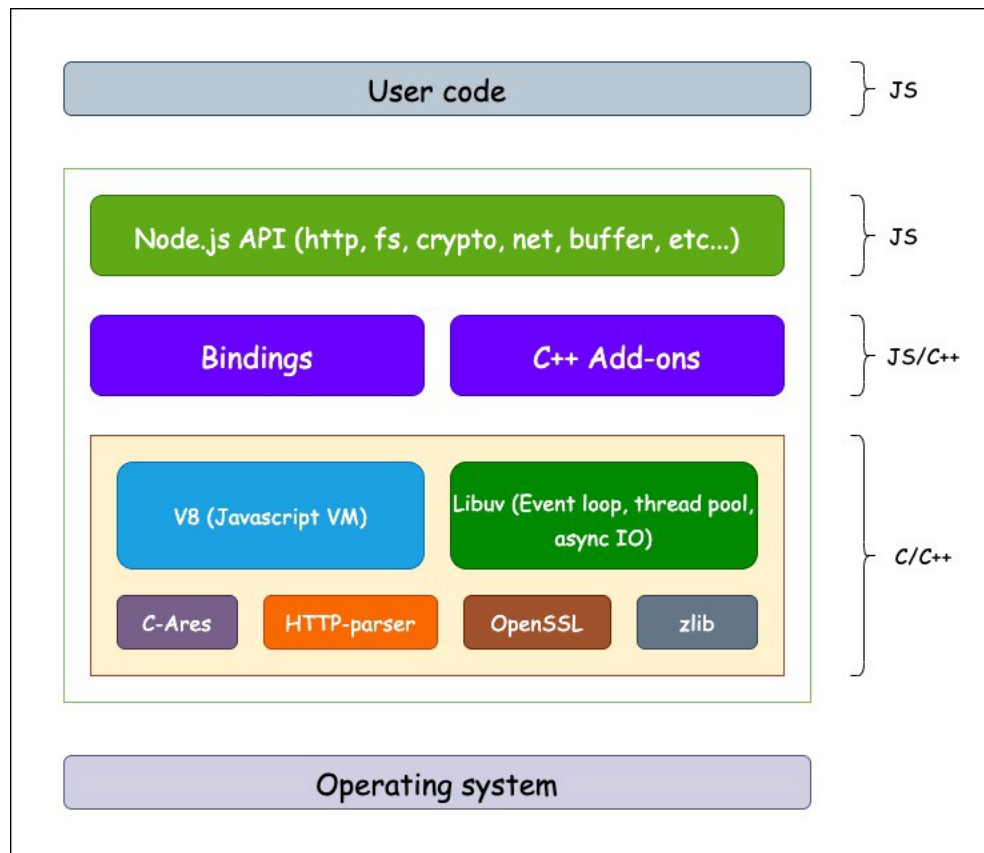 User code
JS
Node.js API (http, fs, crypto, net, buffer, etc...)
JS
Bindings
C++ Add-ons
JS/C++
V8 (Javascript VM)
Libuv (Event loop, thread pool,
async IO)
C/C++
C-Ares
HTTP-parser
OpenSSL
zlib
Operating system